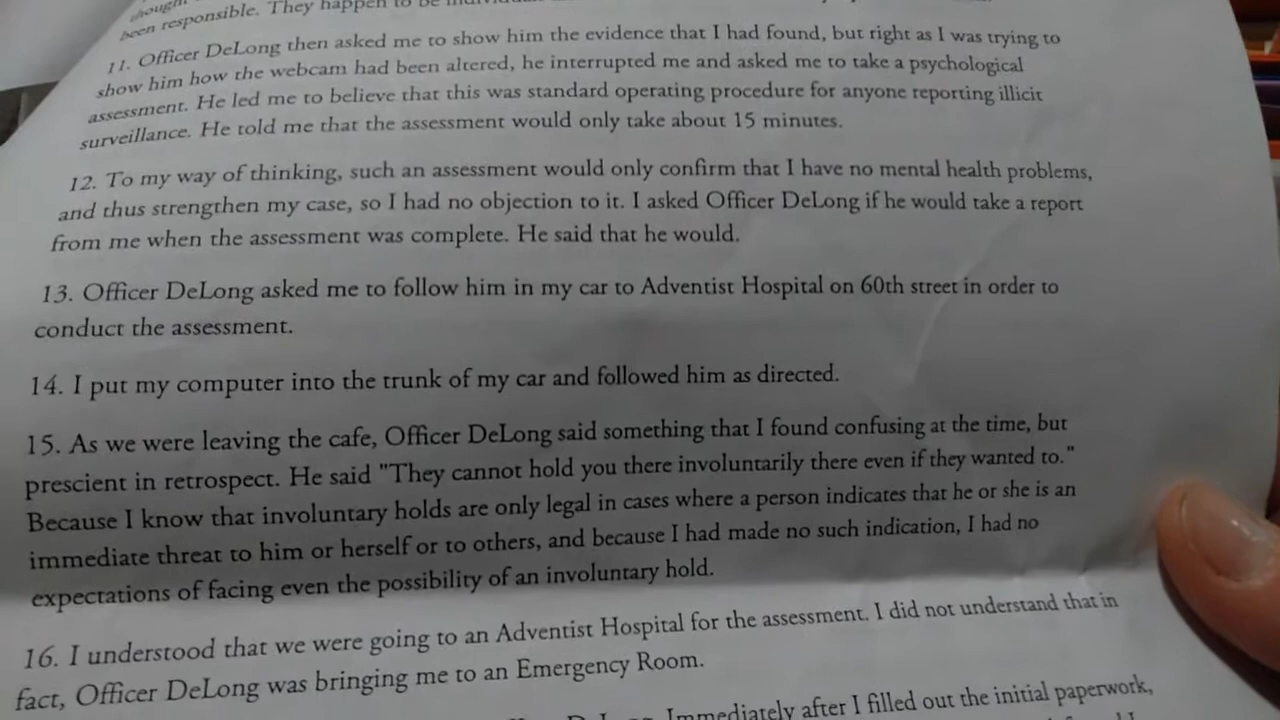 been responsible. They happen to be
11. Officer DeLong then asked me to show him the evidence that I had found, but right as I was trying to
show him how the webcam had been altered, he interrupted me and asked me to take a psychological
assessment. He led me to believe that this was standard operating procedure for anyone reporting illicit
surveillance. He told me that the assessment would only take about 15 minutes.
12. To my way of thinking, such an assessment would only confirm that I have no mental health problems,
and thus strengthen my case, so I had no objection to it. I asked Officer DeLong if he would take a report
from me when the assessment was complete. He said that he would.
13. Officer DeLong asked me to follow him in my car to Adventist Hospital on 60th street in order to
conduct the assessment.
14. I put my computer into the trunk of my car and followed him as directed.
15. As we were leaving the cafe, Officer DeLong said something that I found confusing at the time, but
prescient in retrospect. He said "They cannot hold you there involuntarily there even if they wanted to."
Because I know that involuntary holds are only legal in cases where a person indicates that he or she is an
immediate threat to him or herself or to others, and because I had made no such indication, I had no
expectations of facing even the possibility of an involuntary hold.
16. I understood that we were going to an Adventist Hospital for the assessment. I did not understand that in
fact, Officer DeLong was bringing me to an Emergency Room.
Immediately after I filled out the initial paperwork,